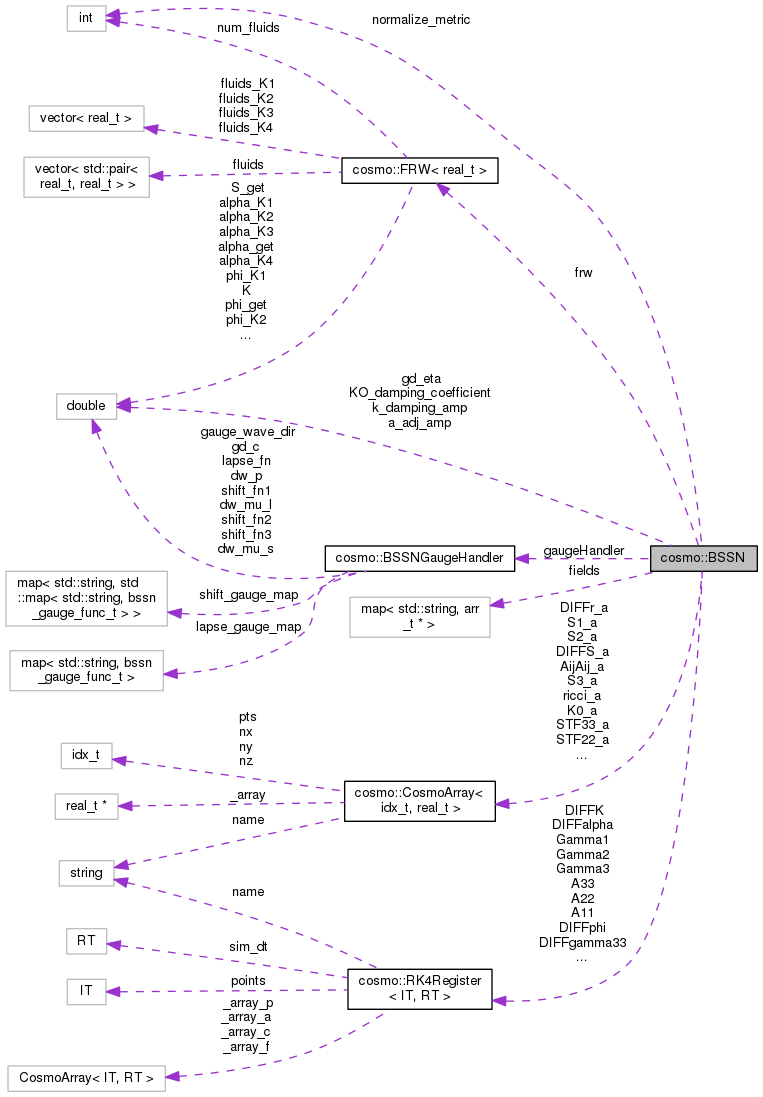 int
normalize_metric
num_fluids
fluids_K1
fluids_K2
fluids_K3
fluids_K4
vector< real_t >
vector< std::pair<
real_t, real_t > >
fluids
cosmo::FRW< real_t >
S_get
alpha_K1
alpha_K2
alpha_K3
alpha_get
alpha_K4
phi_K1
K
phi_get
phi_K2
...
frw
double
gd_eta
KO_damping_coefficient
k_damping_amp
a_adj_amp
gauge_wave_dir
gd_c
lapse_fn
dw_p
shift_fn1
dw_mu_l
shift_fn2
shift_fn3
dw_mu_s
cosmo::BSSNGaugeHandler
gaugeHandler
cosmo::BSSN
fields
map< std::string, std
::map< std::string, bssn
_gauge_func_t > >
shift_gauge_map
map< std::string, arr
_t * >
lapse_gauge_map
map< std::string, bssn
_gauge_func_t >
DIFFr_a
S1_a
S2_a
DIFFS_a
AijAij_a
S3_a
ricci_a
K0_a
STF33_a
STF22_a
...
pts
nx
ny
nz
idx_t
real_t *
_array
cosmo::CosmoArray<
idx_t, real_t >
name
string
name
DIFFK
DIFFalpha
Gamma1
Gamma2
Gamma3
A33
A22
A11
DIFFphi
DIFFgamma33
...
RT
sim_dt
IT
points
cosmo::RK4Register
< IT, RT >
_array_p
_array_a
_array_c
_array_f
CosmoArray< IT, RT >